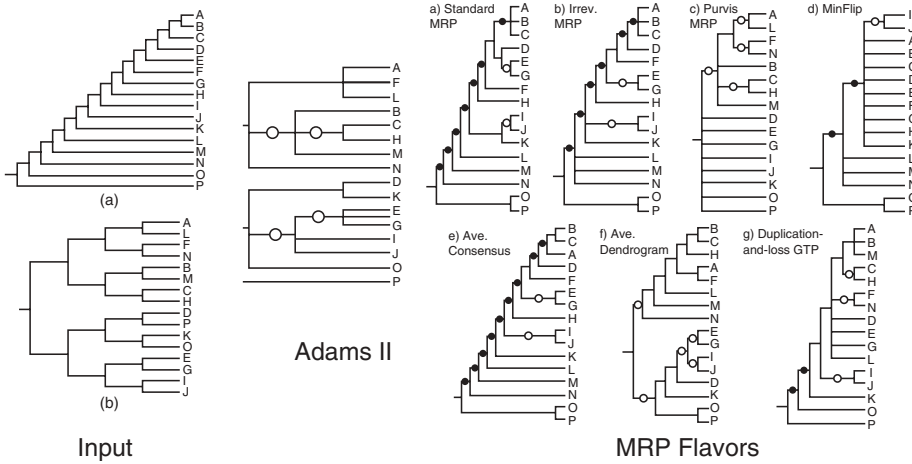 A
B
C
D
E
F
G
H
I
J
K
L
M
N
O
P
(a)
A
L
F
N
B
M
C
H
D
P
K
O
E
G
I
J
(b)
Input
A
F
L
B
C
H
M
N
D
K
E
G
I
J
O
P
Adams II
a) Standard
MRP
A
B
C
D
E
G
F
H
I
J
K
L
M
N
O
P
b) Irrev.
MRP
A
B
C
D
F
E
G
H
I
J
K
L
M
N
O
P
c) Purvis
MRP
A
L
F
N
B
C
H
M
D
E
G
I
J
K
O
P
d) MinFlip
J
A
D
H
K
L
M
N
e) Ave.
Consensus
B
C
A
D
F
E
G
H
I
J
K
L
M
N
O
P
f) Ave.
Dendrogram
B
C
H
A
F
L
M
N
E
G
I
J
D
K
O
P
g) Duplication-
and-loss GTP
A
B
M
C
H
F
N
D
E
G
L
I
J
K
O
P
MRP Flavors